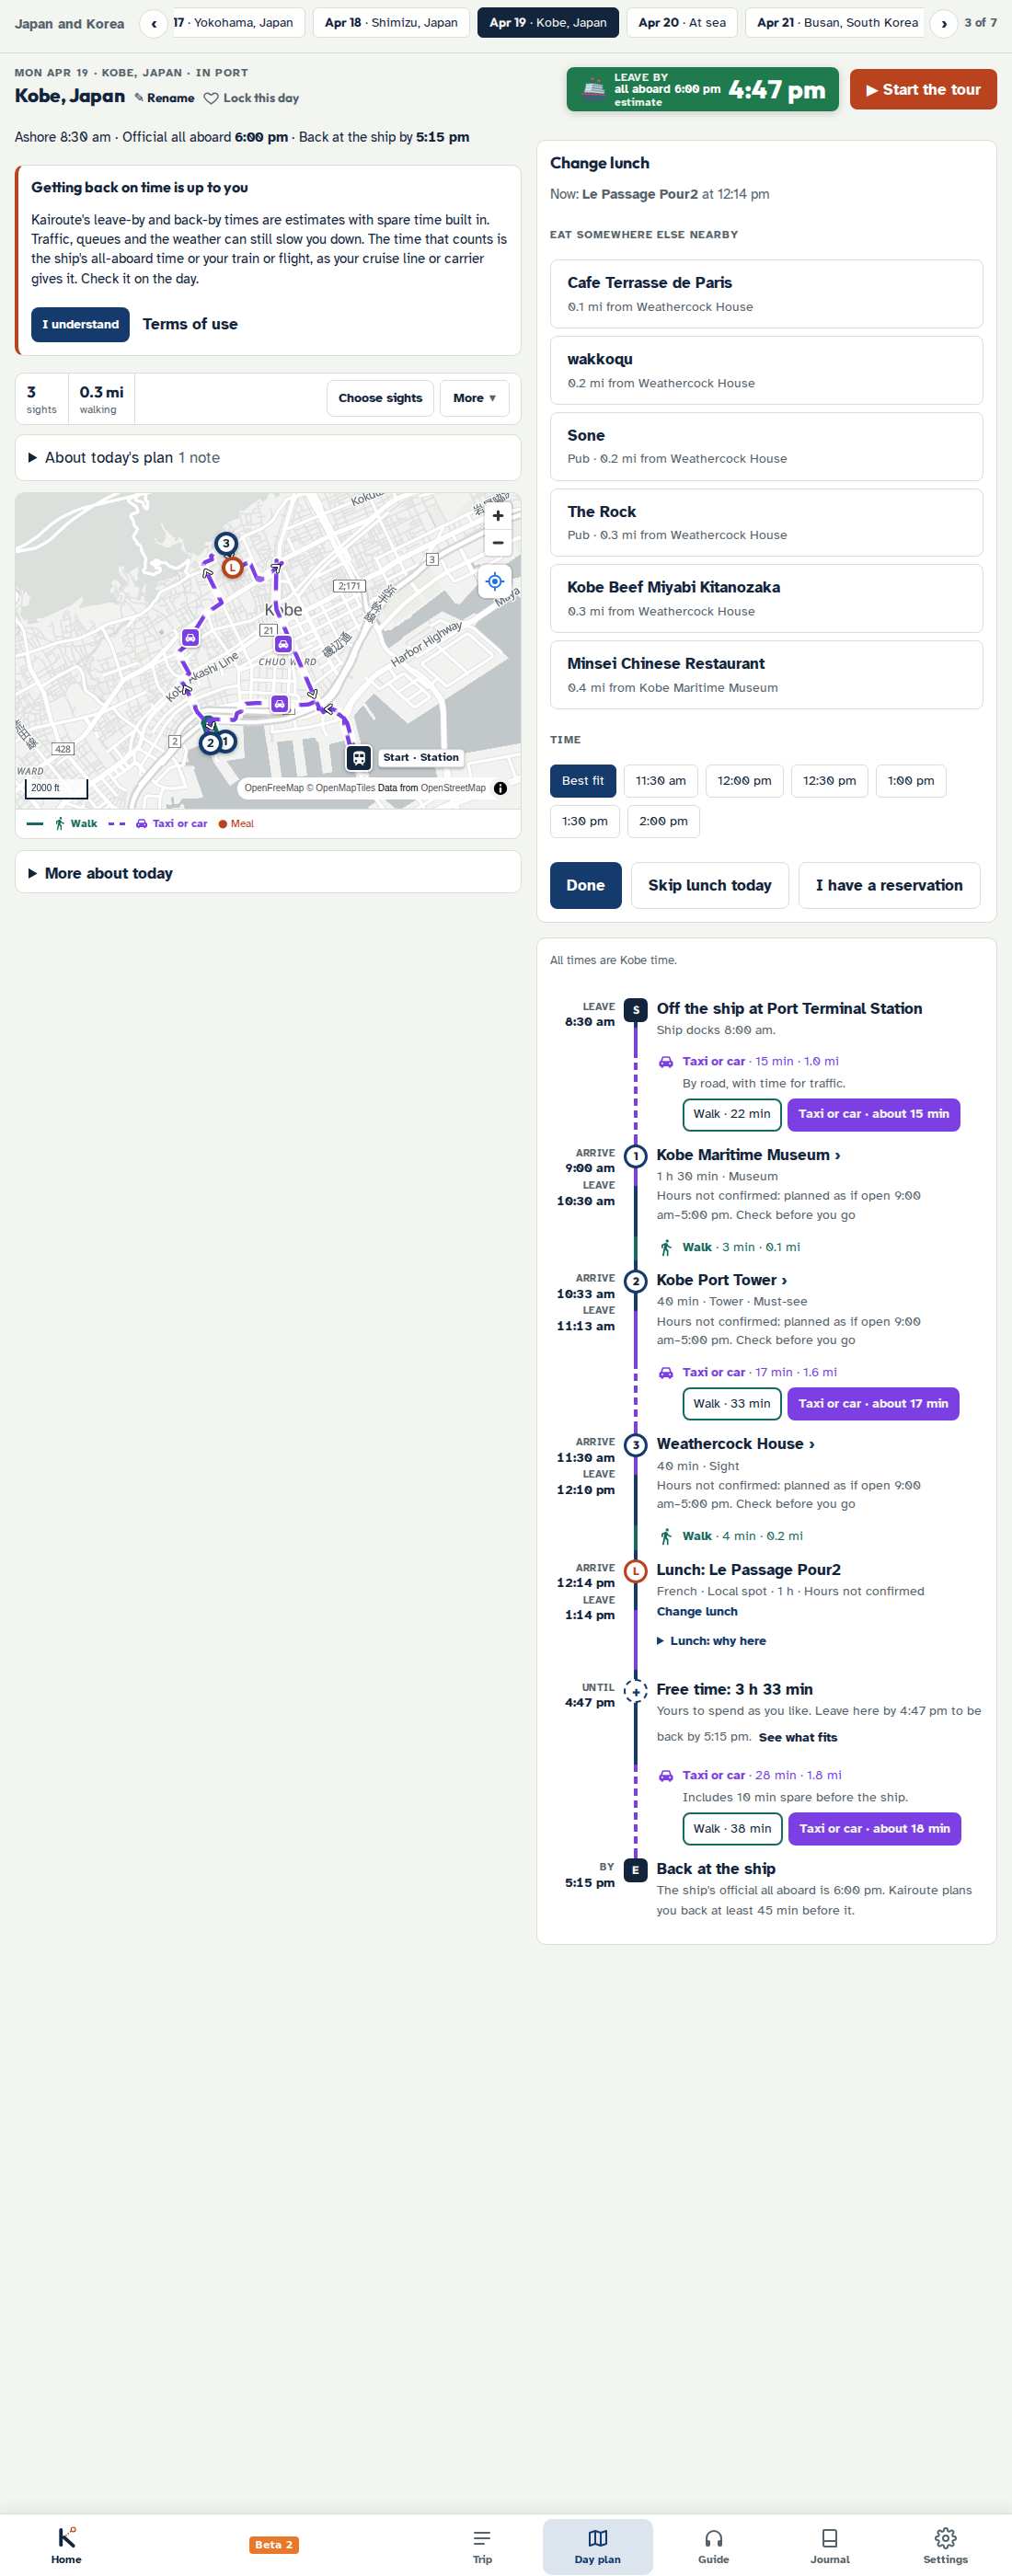 Japan and Korea
‹
17 · Yokohama, Japan
Apr 18 · Shimizu, Japan
Apr 19 · Kobe, Japan
Apr 20 · At sea
Apr 21 · Busan, South Korea
›
3 of 7
MON APR 19 · KOBE, JAPAN · IN PORT
Kobe, Japan
✎ Rename
Lock this day
LEAVE BY
all aboard 6:00 pm
estimate
4:47 pm
▶ Start the tour
Ashore 8:30 am · Official all aboard 6:00 pm · Back at the ship by 5:15 pm
Getting back on time is up to you
Kairoute's leave-by and back-by times are estimates with spare time built in.
Traffic, queues and the weather can still slow you down. The time that counts is
the ship's all-aboard time or your train or flight, as your cruise line or carrier
gives it. Check it on the day.
I understand
Terms of use
3
sights
0.3 mi
walking
Choose sights
More ▼
▶ About today's plan 1 note
3
L
Kobe
21
2;171
3
CHUO WARD
磯辺通
Harbor Highway
Kobe Akashi Line
2
428
WARD
2
1
Start · Station
+
−
2000 ft
OpenFreeMap © OpenMapTiles Data from OpenStreetMap
Walk
Taxi or car
Meal
▶ More about today
Change lunch
Now: Le Passage Pour2 at 12:14 pm
EAT SOMEWHERE ELSE NEARBY
Cafe Terrasse de Paris
0.1 mi from Weathercock House
wakkoqu
0.2 mi from Weathercock House
Sone
Pub · 0.2 mi from Weathercock House
The Rock
Pub · 0.3 mi from Weathercock House
Kobe Beef Miyabi Kitanozaka
0.3 mi from Weathercock House
Minsei Chinese Restaurant
0.4 mi from Kobe Maritime Museum
TIME
Best fit
11:30 am
12:00 pm
12:30 pm
1:00 pm
1:30 pm
2:00 pm
Done
Skip lunch today
I have a reservation
All times are Kobe time.
LEAVE
8:30 am
S
Off the ship at Port Terminal Station
Ship docks 8:00 am.
Taxi or car · 15 min · 1.0 mi
By road, with time for traffic.
Walk · 22 min
Taxi or car · about 15 min
ARRIVE
9:00 am
LEAVE
10:30 am
1
Kobe Maritime Museum ›
1 h 30 min · Museum
Hours not confirmed: planned as if open 9:00
am–5:00 pm. Check before you go
Walk · 3 min · 0.1 mi
ARRIVE
10:33 am
LEAVE
11:13 am
2
Kobe Port Tower ›
40 min · Tower · Must-see
Hours not confirmed: planned as if open 9:00
am–5:00 pm. Check before you go
Taxi or car · 17 min · 1.6 mi
Walk · 33 min
Taxi or car · about 17 min
ARRIVE
11:30 am
LEAVE
12:10 pm
3
Weathercock House ›
40 min · Sight
Hours not confirmed: planned as if open 9:00
am–5:00 pm. Check before you go
Walk · 4 min · 0.2 mi
ARRIVE
12:14 pm
LEAVE
1:14 pm
L
Lunch: Le Passage Pour2
French · Local spot · 1 h · Hours not confirmed
Change lunch
▶ Lunch: why here
UNTIL
4:47 pm
+
Free time: 3 h 33 min
Yours to spend as you like. Leave here by 4:47 pm to be
back by 5:15 pm. See what fits
Taxi or car · 28 min · 1.8 mi
Includes 10 min spare before the ship.
Walk · 38 min
Taxi or car · about 18 min
BY
5:15 pm
E
Back at the ship
The ship's official all aboard is 6:00 pm. Kairoute plans
you back at least 45 min before it.
Home
Beta 2
Trip
Day plan
Guide
Journal
Settings